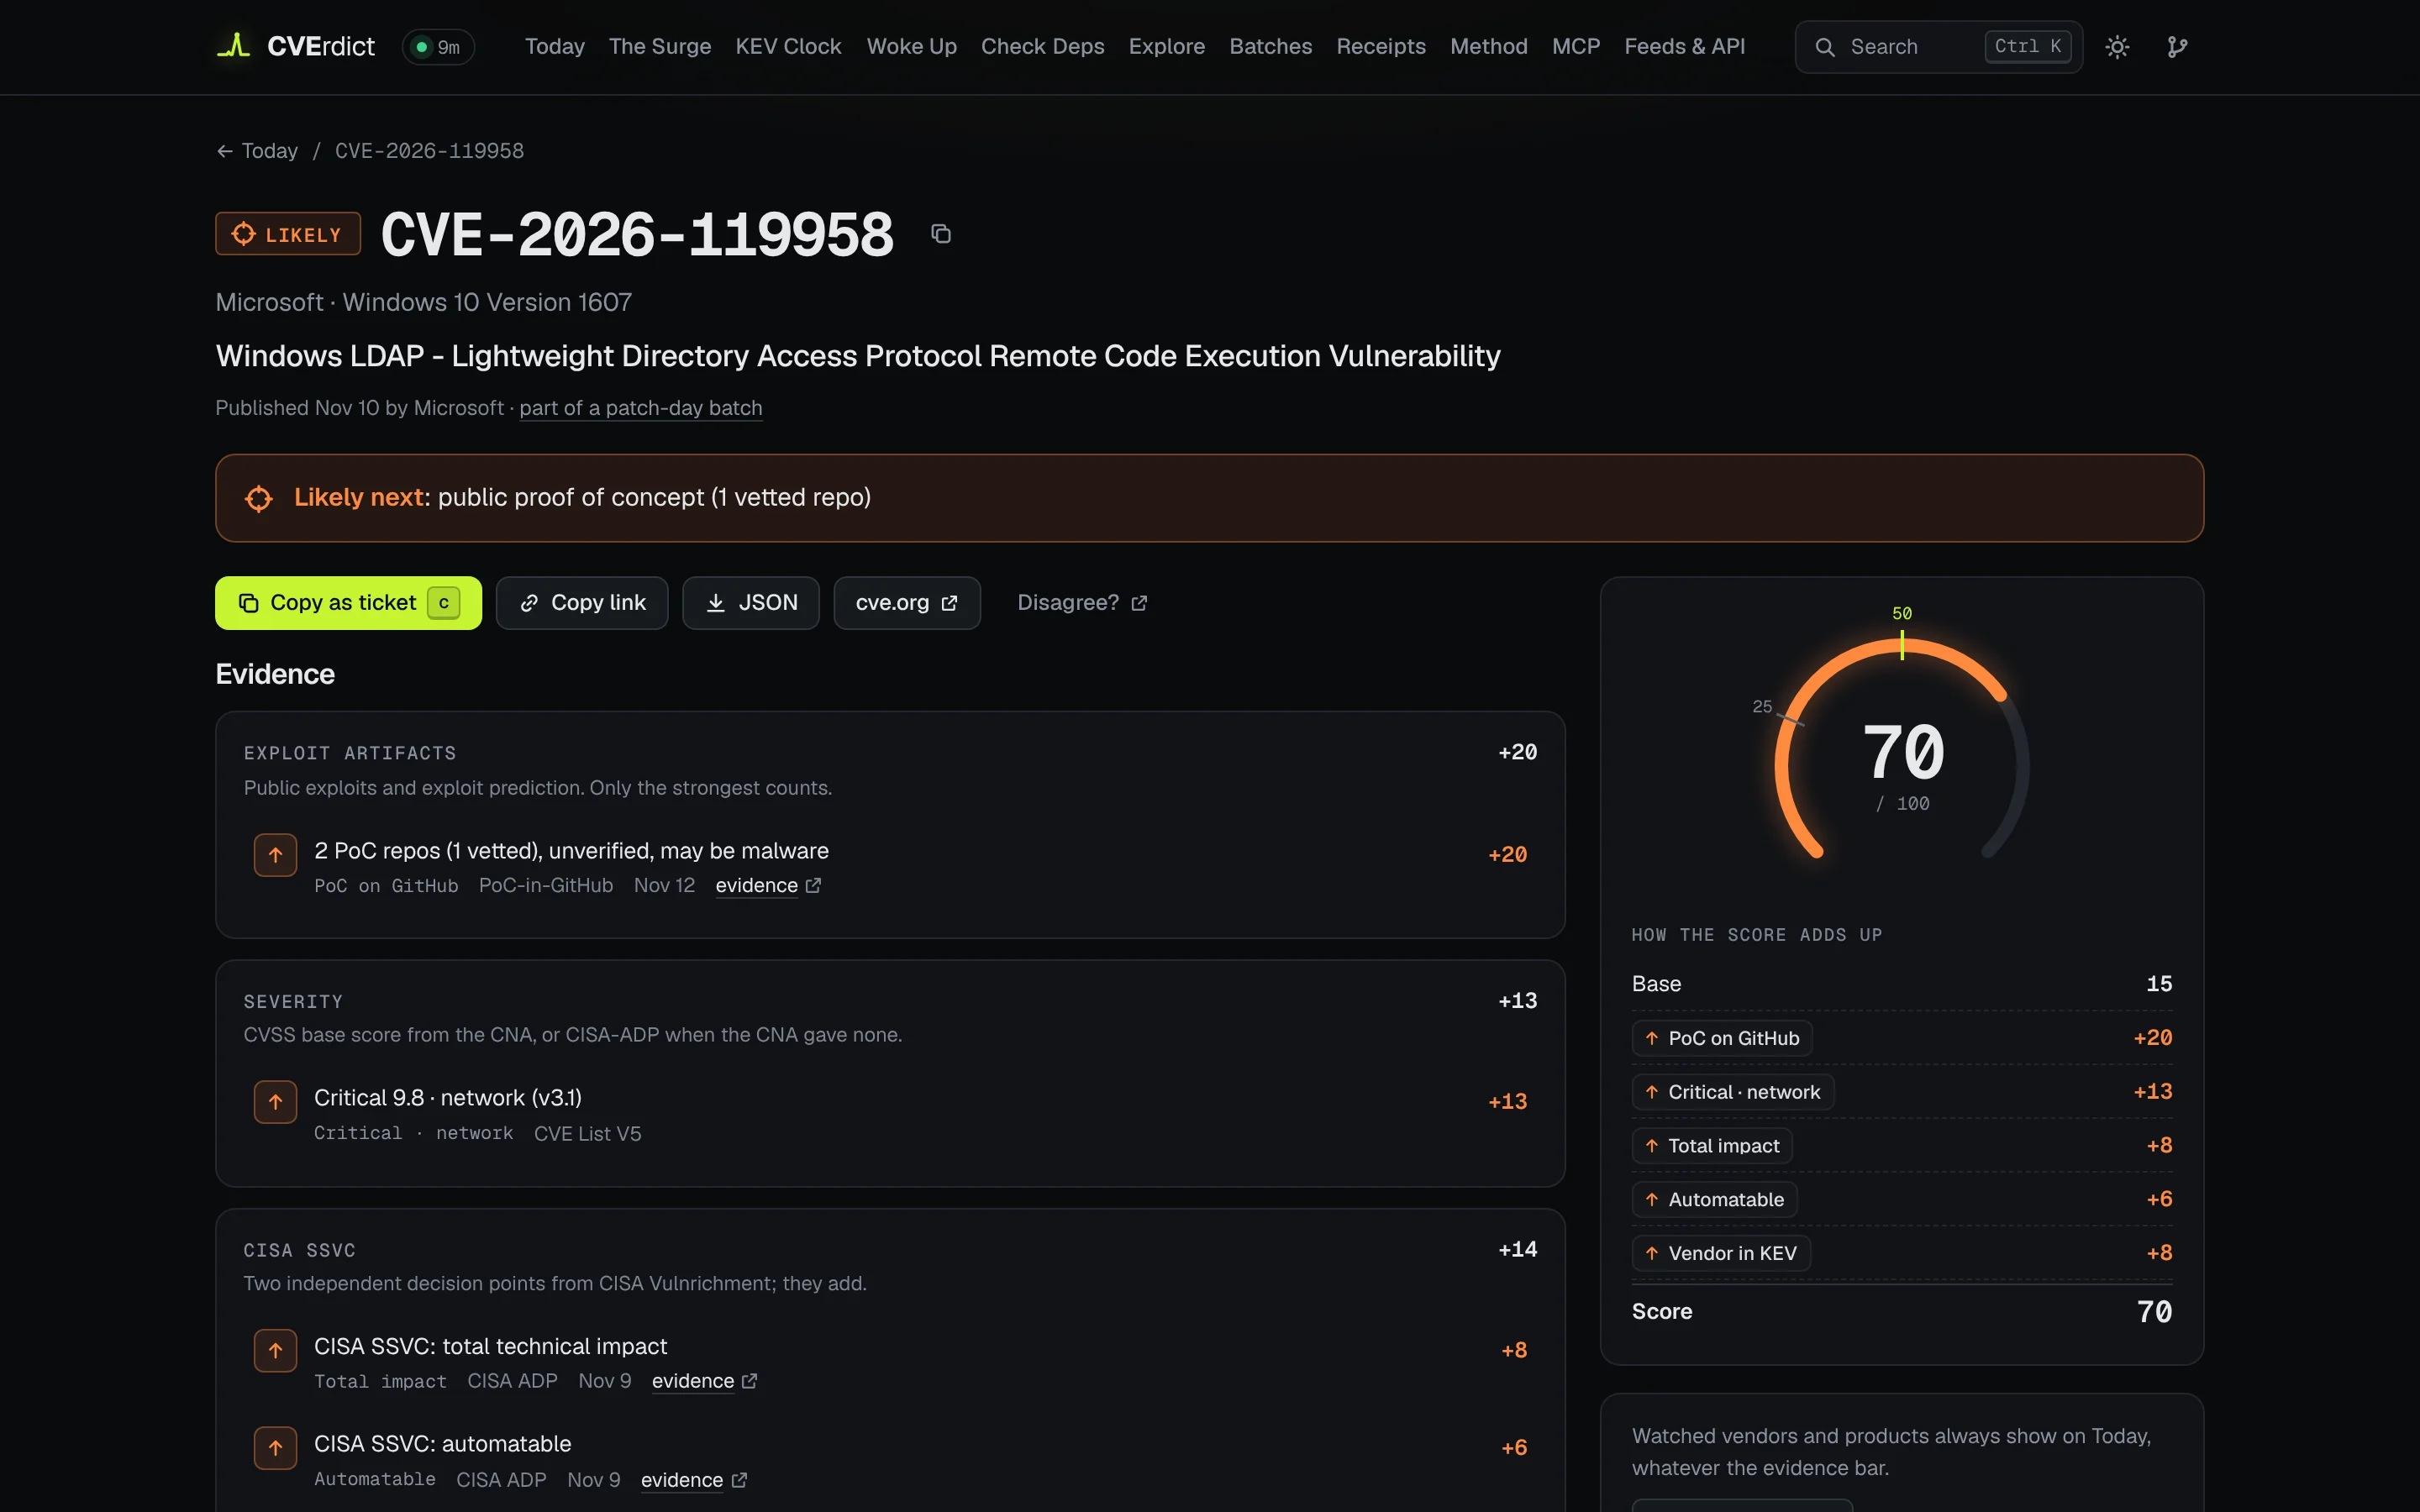 CVErdict 9m Today The Surge KEV Clock Woke Up Check Deps Explore Batches Receipts Method MCP Feeds & API Search Ctrl K
← Today / CVE-2026-119958
LIKELY CVE-2026-119958
Microsoft · Windows 10 Version 1607
Windows LDAP - Lightweight Directory Access Protocol Remote Code Execution Vulnerability
Published Nov 10 by Microsoft · part of a patch-day batch
Likely next: public proof of concept (1 vetted repo)
Copy as ticket c Copy link JSON cve.org Disagree?
Evidence
EXPLOIT ARTIFACTS +20
Public exploits and exploit prediction. Only the strongest counts.
2 PoC repos (1 vetted), unverified, may be malware +20
PoC on GitHub PoC-in-GitHub Nov 12 evidence
SEVERITY +13
CVSS base score from the CNA, or CISA-ADP when the CNA gave none.
Critical 9.8 · network (v3.1) +13
Critical · network CVE List V5
CISA SSVC +14
Two independent decision points from CISA Vulnrichment; they add.
CISA SSVC: total technical impact +8
Total impact CISA ADP Nov 9 evidence
CISA SSVC: automatable +6
Automatable CISA ADP Nov 9 evidence
50
25
70
/ 100
HOW THE SCORE ADDS UP
Base 15
↑ PoC on GitHub +20
↑ Critical · network +13
↑ Total impact +8
↑ Automatable +6
↑ Vendor in KEV +8
Score 70
Watched vendors and products always show on Today,
whatever the evidence bar.